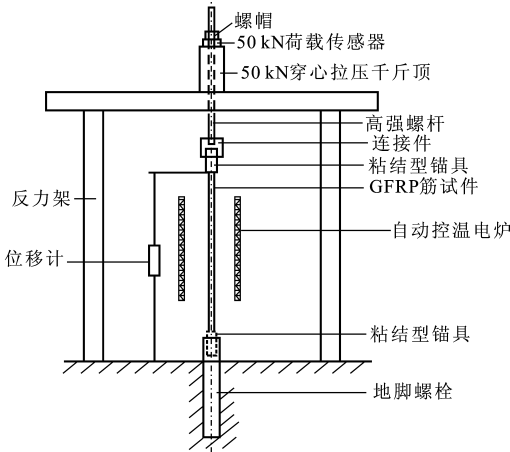 螺帽
50 kN荷载传感器
50 kN穿心拉压千斤顶
高强螺杆
连接件
粘结型锚具
GFRP筋试件
反力架
自动控温电炉
位移计
粘结型锚具
地脚螺栓